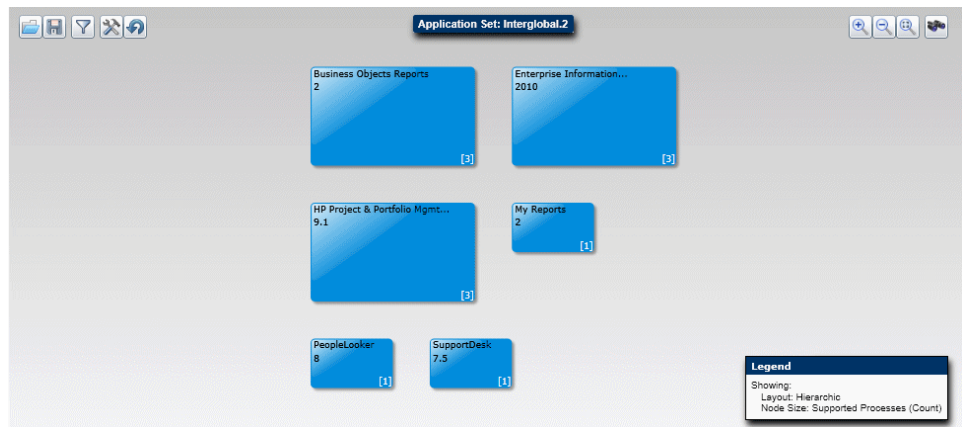 Application Set: Interglobal.2
Business Objects Reports
2
[3]
Enterprise Information...
2010
[3]
HP Project & Portfolio Mgmt...
9.1
[3]
My Reports
2
[1]
PeopleLooker
8
[1]
SupportDesk
7.5
[1]
Legend
Showing:
Layout: Hierarchic
Node Size: Supported Processes (Count)